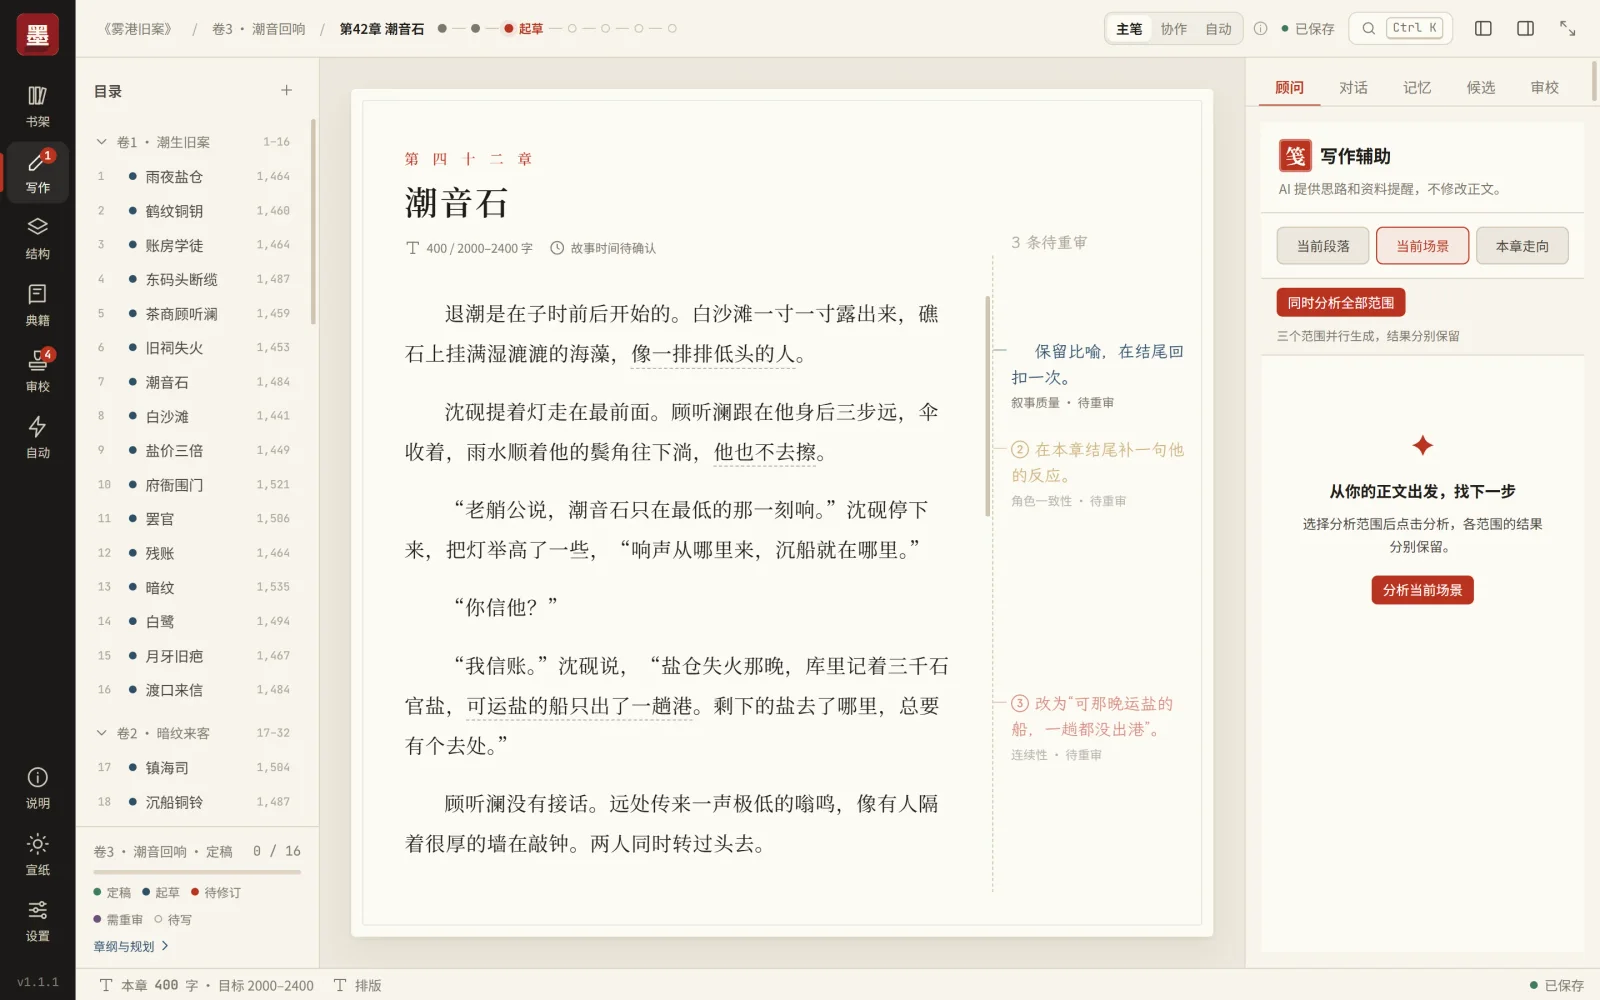 墨
书架
1
写作
结构
典籍
4
审校
自动
说明
宣纸
设置
v1.1.1
《雾港旧案》 / 卷3 · 潮音回响 / 第42章 潮音石
起草
主笔 协作 自动
已保存
Ctrl K
目录
卷1 · 潮生旧案 1–16
1 雨夜盐仓 1,464
2 鹤纹铜钥 1,460
3 账房学徒 1,464
4 东码头断缆 1,487
5 茶商顾听澜 1,459
6 旧祠失火 1,453
7 潮音石 1,484
8 白沙滩 1,441
9 盐价三倍 1,449
10 府衙围门 1,521
11 罢官 1,506
12 残账 1,464
13 暗纹 1,535
14 白鹭 1,494
15 月牙旧疤 1,467
16 渡口来信 1,484
卷2 · 暗纹来客 17–32
17 镇海司 1,504
18 沉船铜铃 1,487
卷3 · 潮音回响 · 定稿 0 / 16
定稿 起草 待修订
需重审 待写
章纲与规划
第四十二章
潮音石
400 / 2000–2400 字 故事时间待确认
退潮是在子时前后开始的。白沙滩一寸一寸露出来，礁
石上挂满湿漉漉的海藻，像一排排低头的人。
沈砚提着灯走在最前面。顾听澜跟在他身后三步远，伞
收着，雨水顺着他的鬓角往下淌，他也不去擦。
“老艄公说，潮音石只在最低的那一刻响。”沈砚停下
来，把灯举高了一些，“响声从哪里来，沉船就在哪里。”
“你信他？”
“我信账。”沈砚说，“盐仓失火那晚，库里记着三千石
官盐，可运盐的船只出了一趟港。剩下的盐去了哪里，总要
有个去处。”
顾听澜没有接话。远处传来一声极低的嗡鸣，像有人隔
着很厚的墙在敲钟。两人同时转过头去。
3 条待重审
保留比喻，在结尾回
扣一次。
叙事质量 · 待重审
② 在本章结尾补一句他
的反应。
角色一致性 · 待重审
③ 改为“可那晚运盐的
船，一趟都没出港”。
连续性 · 待重审
顾问 对话 记忆 候选 审校
笺
写作辅助
AI 提供思路和资料提醒，不修改正文。
当前段落 当前场景 本章走向
同时分析全部范围
三个范围并行生成，结果分别保留
从你的正文出发，找下一步
选择分析范围后点击分析，各范围的结果
分别保留。
分析当前场景
本章 400 字 · 目标 2000–2400 排版
已保存